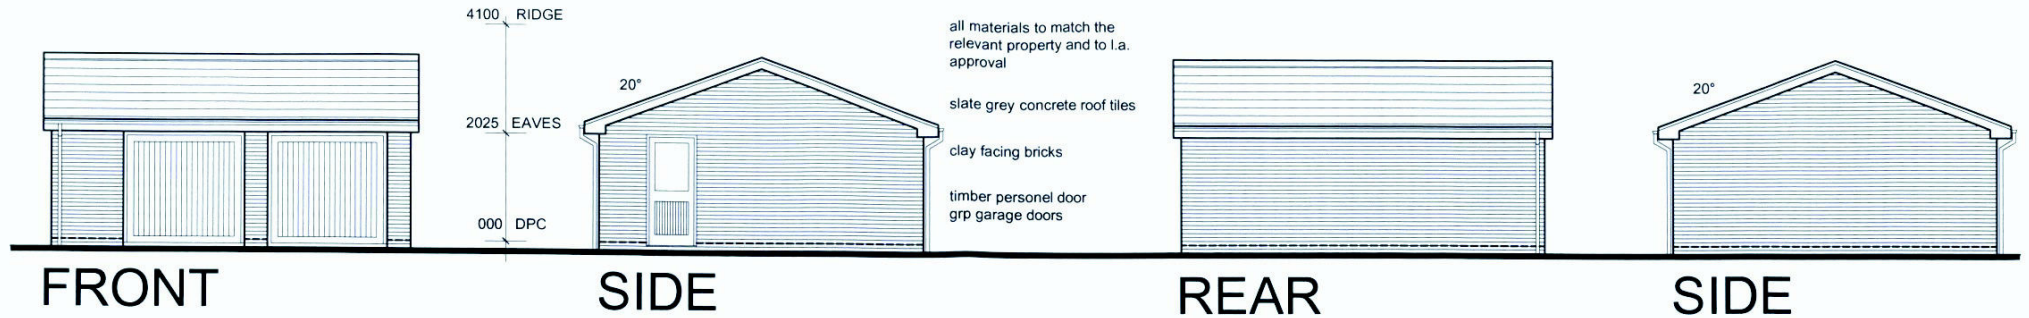 4100 RIDGE
20°
2025 EAVES
000 DPC
all materials to match the
relevant property and to l.a.
approval
slate grey concrete roof tiles
clay facing bricks
timber personel door
grp garage doors
20°
FRONT
SIDE
REAR
SIDE